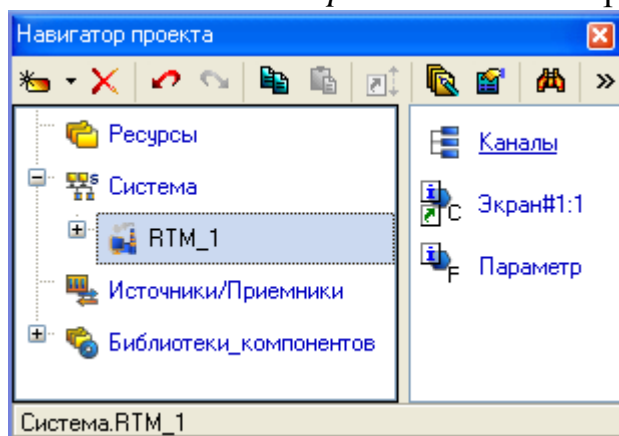 Навигатор проекта
Ресурсы
Система
RTM_1
Источники/Приемники
Библиотеки_компонентов
Каналы
Экран#1:1
Параметр
Система.RTM_1